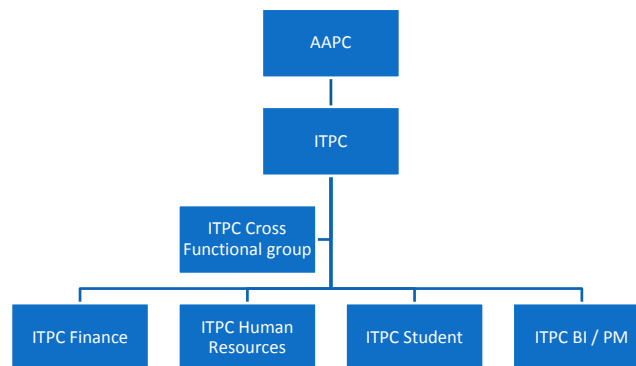 AAPC
ITPC
ITPC Cross
Functional group
ITPC Finance
ITPC Human
Resources
ITPC Student
ITPC BI / PM